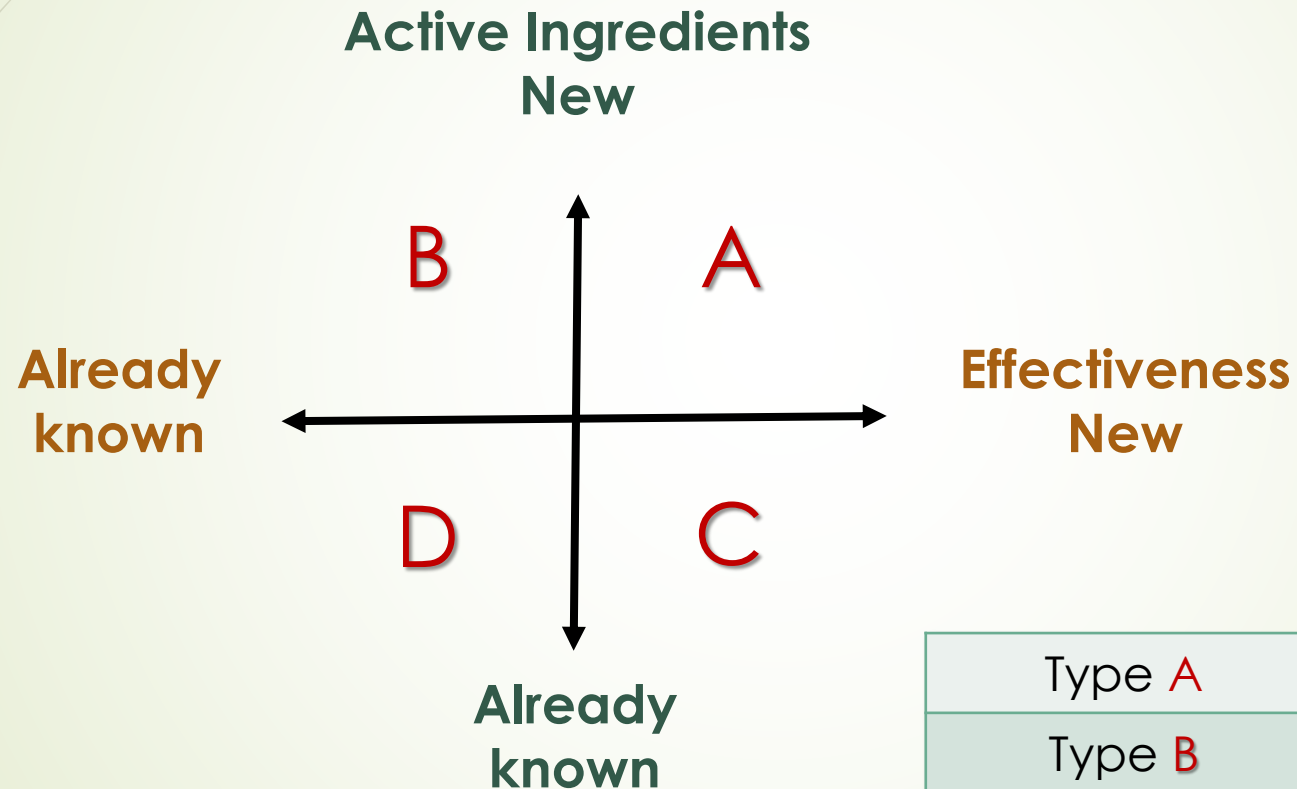 Active Ingredients
New
B
A
Already
known
Effectiveness
New
D
C
Already
known
Type A
Type B